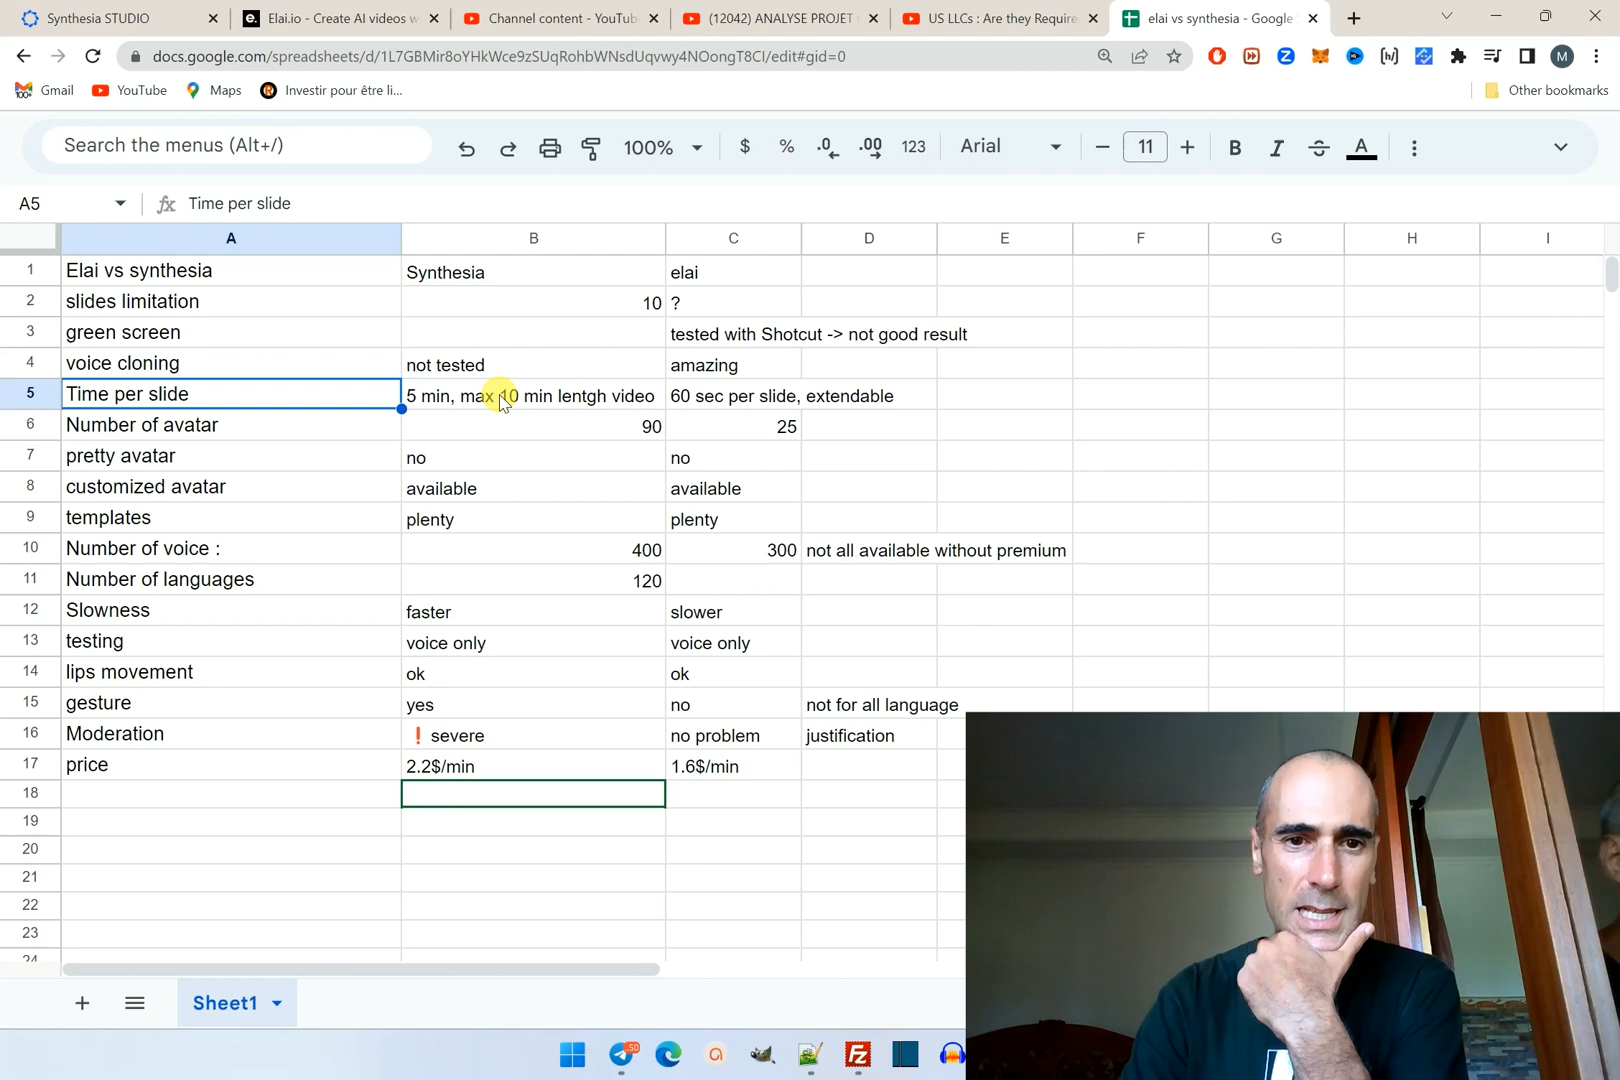 Synthesia STUDIO
Elai.io - Create AI videos w
Channel content - YouTub
(12042) ANALYSE PROJET
US LLCs : Are they Require
elai vs synthesia - Google
docs.google.com/spreadsheets/d/1L7GBMir8oYHkWce9zSUqRohbWNsdUqvwy4NOongT8CI/edit#gid=0
M
100+
Gmail
YouTube
Maps
Investir pour être li...
Other bookmarks
Search the menus (Alt+/)
100%
$
%
.0
.00
123
Arial
11
B
I
S
A
A5
fx
Time per slide
A B C D E F G H I
1 Elai vs synthesia Synthesia elai
2 slides limitation 10 ?
3 green screen tested with Shotcut -> not good result
4 voice cloning not tested amazing
5 Time per slide 5 min, max 10 min lentgh video 60 sec per slide, extendable
6 Number of avatar 90 25
7 pretty avatar no no
8 customized avatar available available
9 templates plenty plenty
10 Number of voice : 400 300 not all available without premium
11 Number of languages 120
12 Slowness faster slower
13 testing voice only voice only
14 lips movement ok ok
15 gesture yes no not for all language
16 Moderation ❗ severe no problem justification
17 price 2.2$/min 1.6$/min
18
19
20
21
22
23
24
Sheet1
50